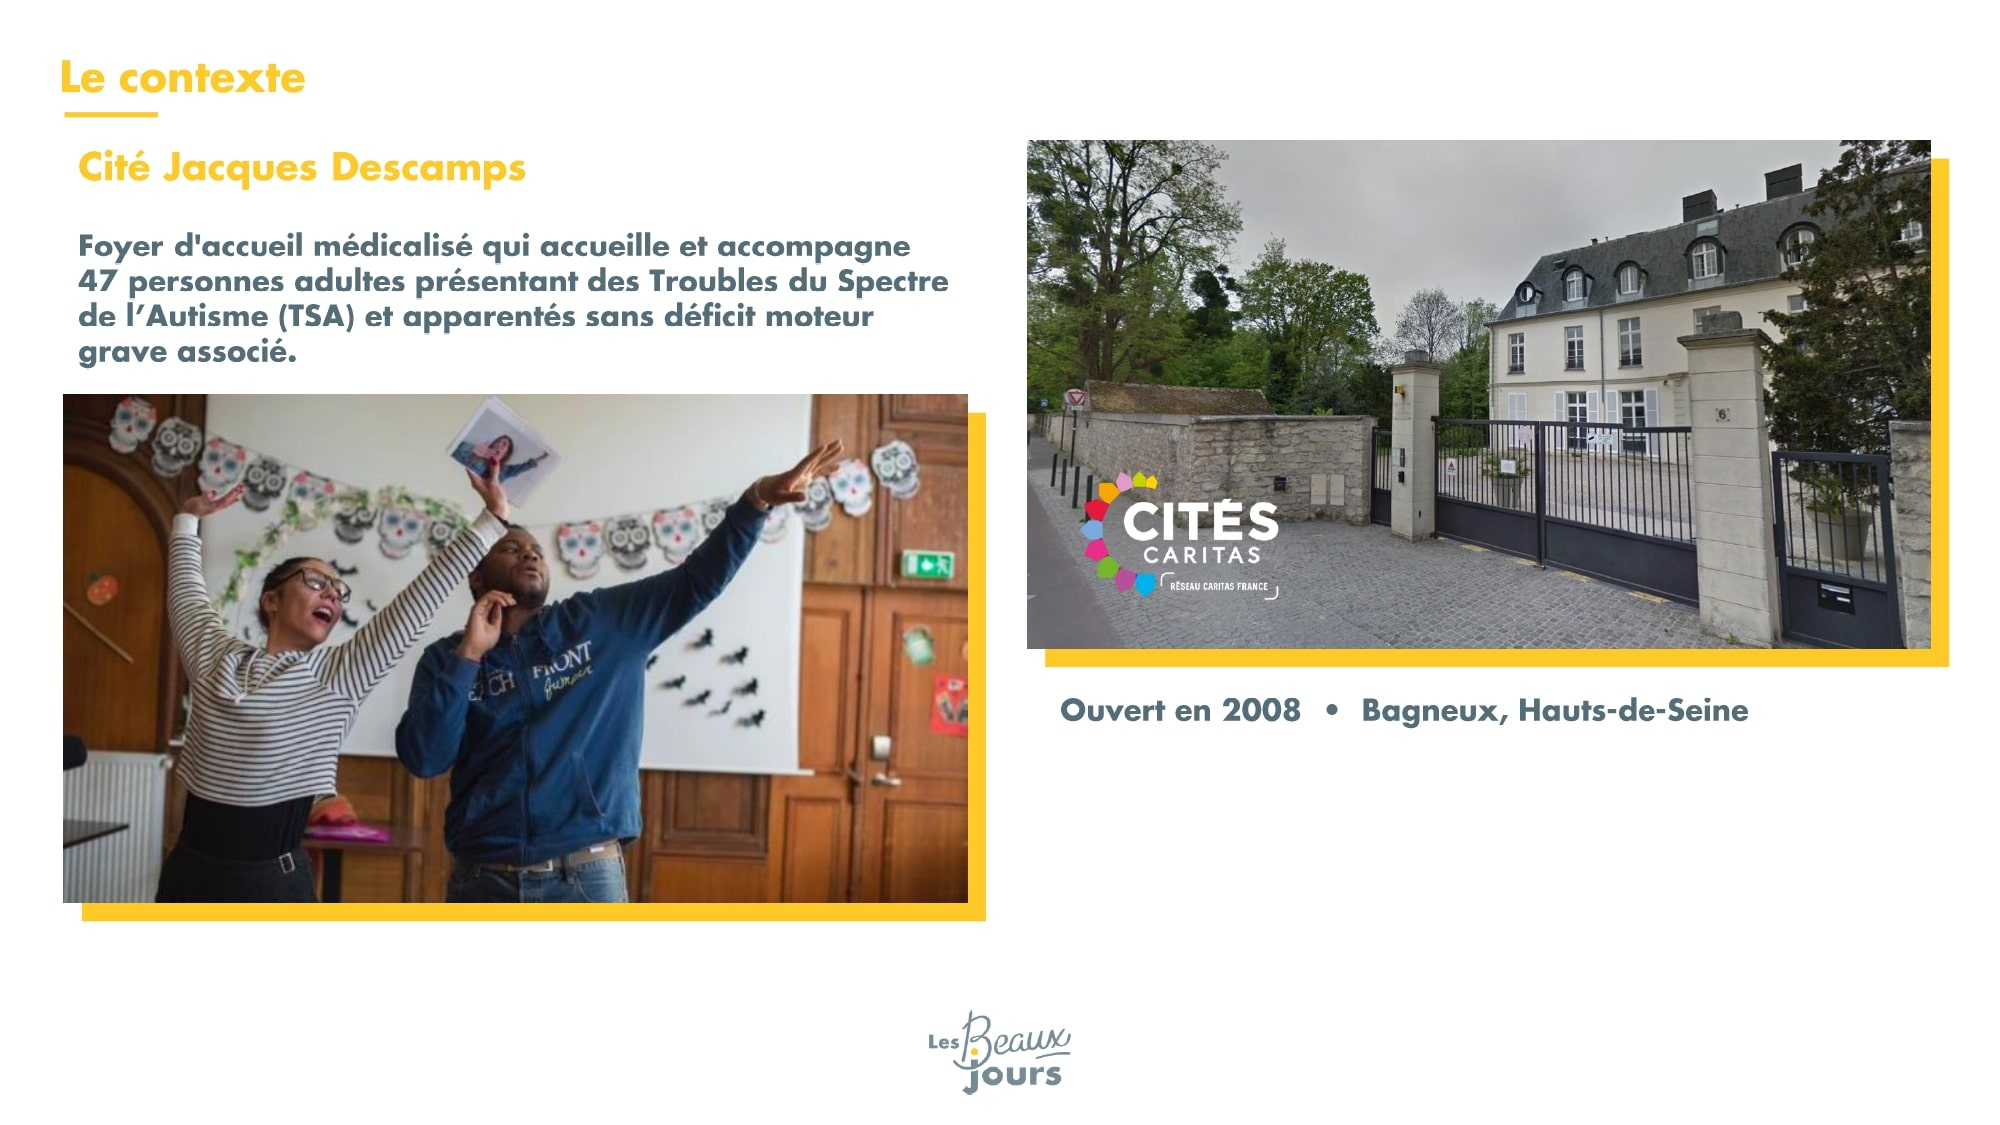 Le contexte
Cité Jacques Descamps
Foyer d'accueil médicalisé qui accueille et accompagne
47 personnes adultes présentant des Troubles du Spectre
de l’Autisme (TSA) et apparentés sans déficit moteur
grave associé.
FRONT
6
CITÉS
CARITAS
RÉSEAU CARITAS FRANCE
Ouvert en 2008 • Bagneux, Hauts-de-Seine
Les Beaux
jours